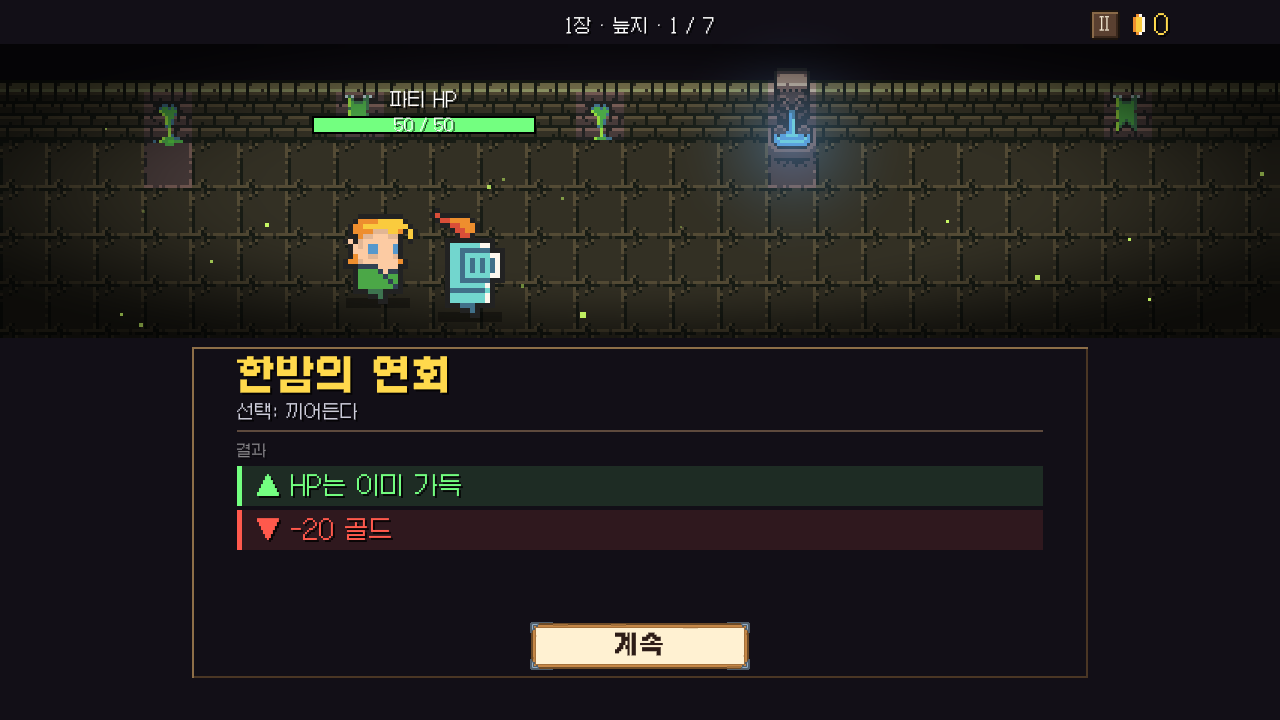 1장 · 늪지 · 1 / 7
II
0
파티 HP
50 / 50
한밤의 연회
선택: 끼어든다
결과
▲ HP는 이미 가득
▼ -20 골드
계속